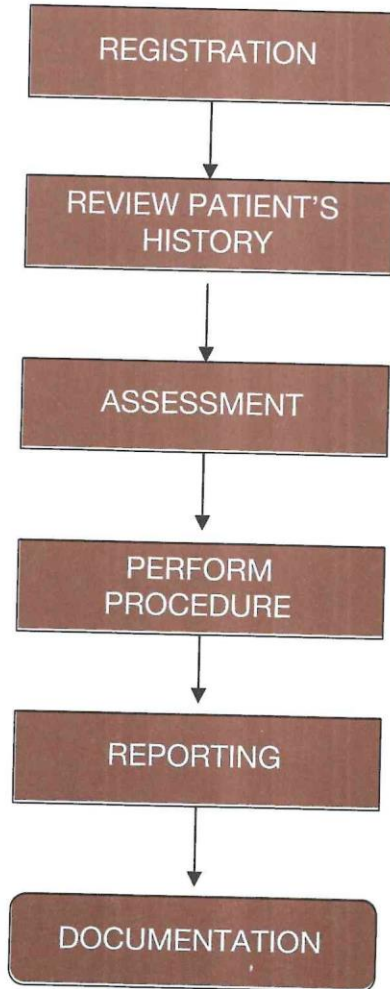 REGISTRATION
REVIEW PATIENT'S
HISTORY
ASSESSMENT
PERFORM
PROCEDURE
REPORTING
DOCUMENTATION